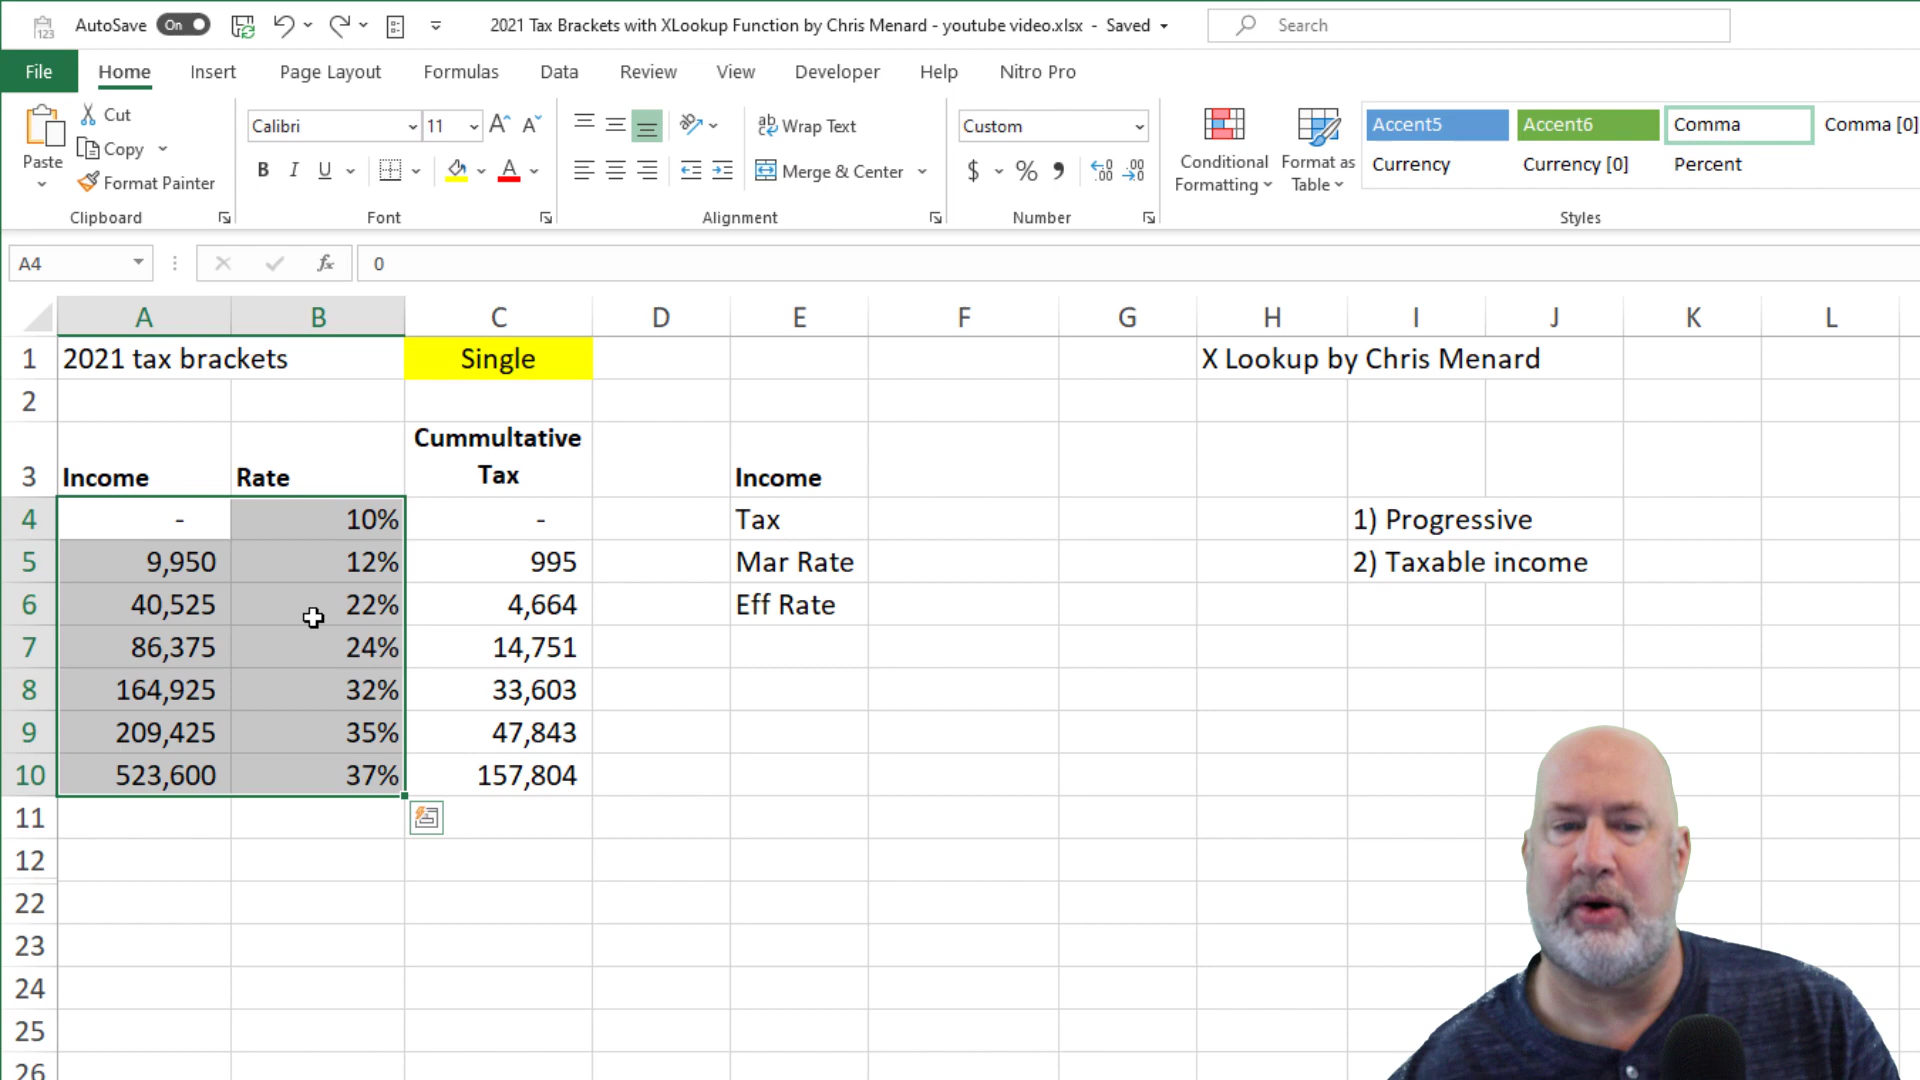 AutoSave On 2021 Tax Brackets with XLookup Function by Chris Menard - youtube video.xlsx - Saved Search
File Home Insert Page Layout Formulas Data Review View Developer Help Nitro Pro
Paste
Cut
Copy
Format Painter
Clipboard
Calibri 11
B I U
Font
Wrap Text
Merge & Center
Alignment
Custom
$ % ,
Number
Conditional
Formatting
Format as
Table
Accent5 Accent6 Comma Comma [0]
Currency Currency [0] Percent
Styles
A4 fx 0
A B C D E F G H I J K L
1 2021 tax brackets Single X Lookup by Chris Menard
2
Cummultative
3 Income Rate Tax Income
4 - 10% - Tax 1) Progressive
5 9,950 12% 995 Mar Rate 2) Taxable income
6 40,525 22% 4,664 Eff Rate
7 86,375 24% 14,751
8 164,925 32% 33,603
9 209,425 35% 47,843
10 523,600 37% 157,804
11
12
22
23
24
25
26